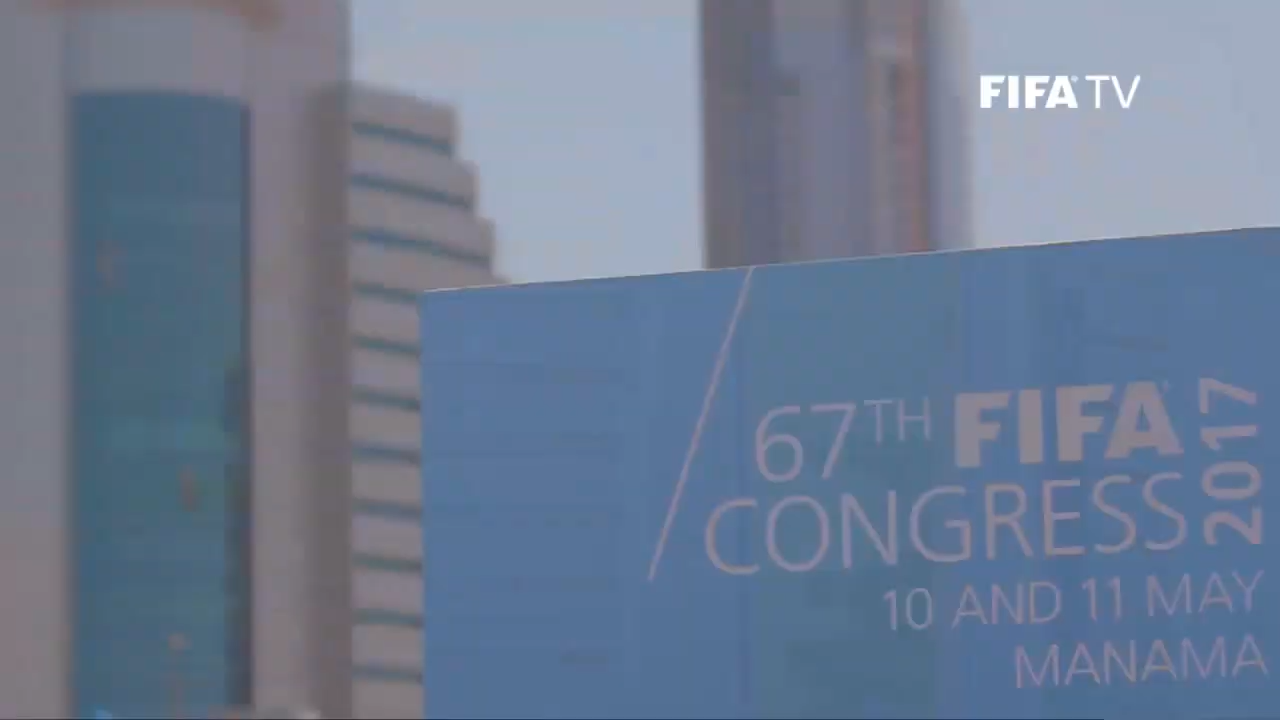 FIFA TV
67TH FIFA
CONGRESS
2017
10 AND 11 MAY
MANAMA